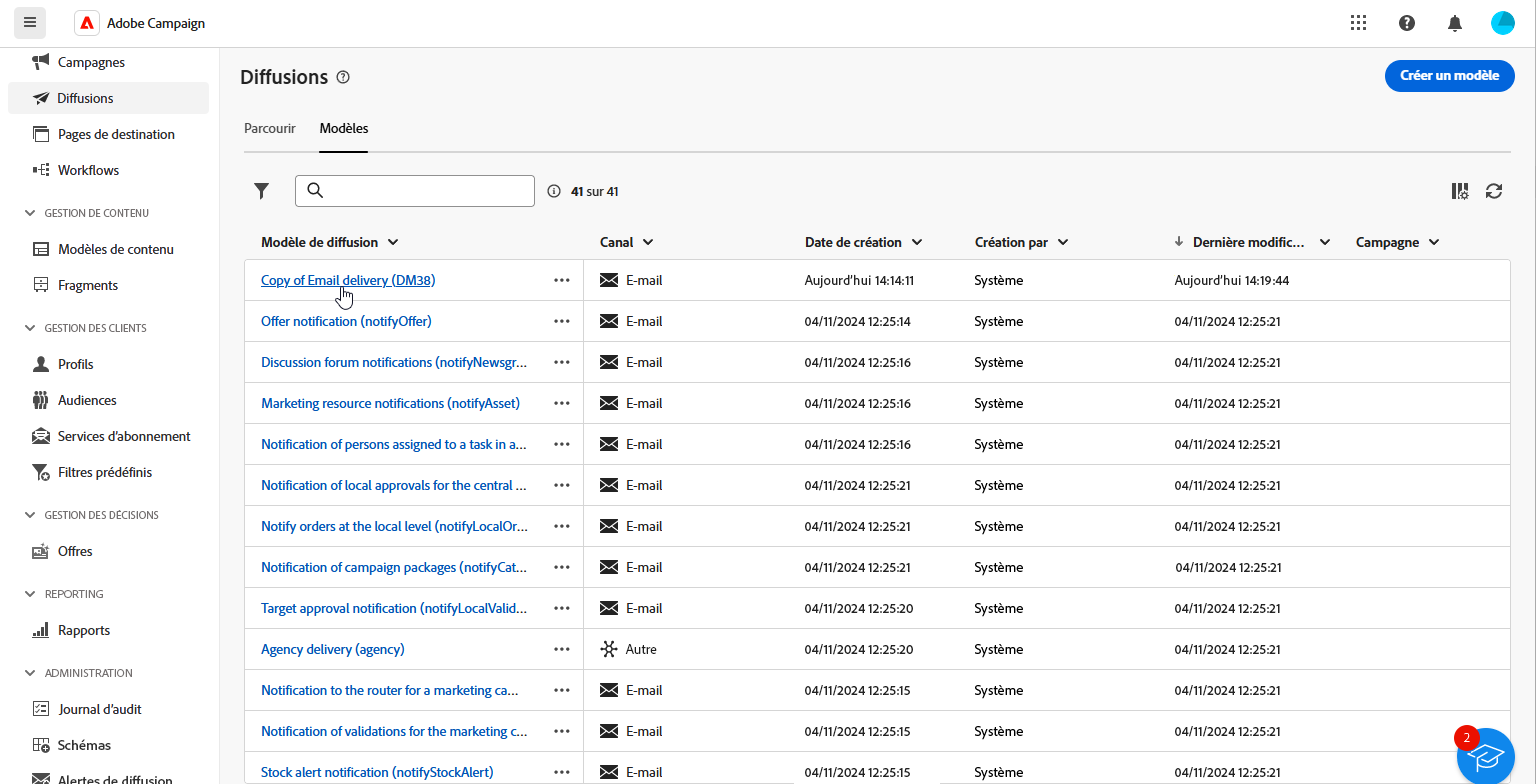 Adobe Campaign
Campagnes
Diffusions
Pages de destination
Workflows
GESTION DE CONTENU
Modèles de contenu
Fragments
GESTION DES CLIENTS
Profils
Audiences
Services d'abonnement
Filtres prédéfinis
GESTION DES DÉCISIONS
Offres
REPORTING
Rapports
ADMINISTRATION
Journal d'audit
Schémas
Alertes de diffusion
Diffusions
Créer un modèle
Parcourir Modèles
41 sur 41
Modèle de diffusion Canal Date de création Création par Dernière modific... Campagne
Copy of Email delivery (DM38) ... E-mail Aujourd'hui 14:14:11 Système Aujourd'hui 14:19:44
Offer notification (notifyOffer) ... E-mail 04/11/2024 12:25:14 Système 04/11/2024 12:25:21
Discussion forum notifications (notifyNewsgr... ... E-mail 04/11/2024 12:25:16 Système 04/11/2024 12:25:21
Marketing resource notifications (notifyAsset) ... E-mail 04/11/2024 12:25:16 Système 04/11/2024 12:25:21
Notification of persons assigned to a task in a... ... E-mail 04/11/2024 12:25:16 Système 04/11/2024 12:25:21
Notification of local approvals for the central ... ... E-mail 04/11/2024 12:25:21 Système 04/11/2024 12:25:21
Notify orders at the local level (notifyLocalOr... ... E-mail 04/11/2024 12:25:21 Système 04/11/2024 12:25:21
Notification of campaign packages (notifyCat... ... E-mail 04/11/2024 12:25:21 Système 04/11/2024 12:25:21
Target approval notification (notifyLocalValid... ... E-mail 04/11/2024 12:25:20 Système 04/11/2024 12:25:21
Agency delivery (agency) ... Autre 04/11/2024 12:25:20 Système 04/11/2024 12:25:21
Notification to the router for a marketing ca... ... E-mail 04/11/2024 12:25:15 Système 04/11/2024 12:25:21
Notification of validations for the marketing c... ... E-mail 04/11/2024 12:25:15 Système 04/11/2024 12:25:21
Stock alert notification (notifyStockAlert) ... E-mail 04/11/2024 12:25:15 Système 04/11/2024 12:25:21
2